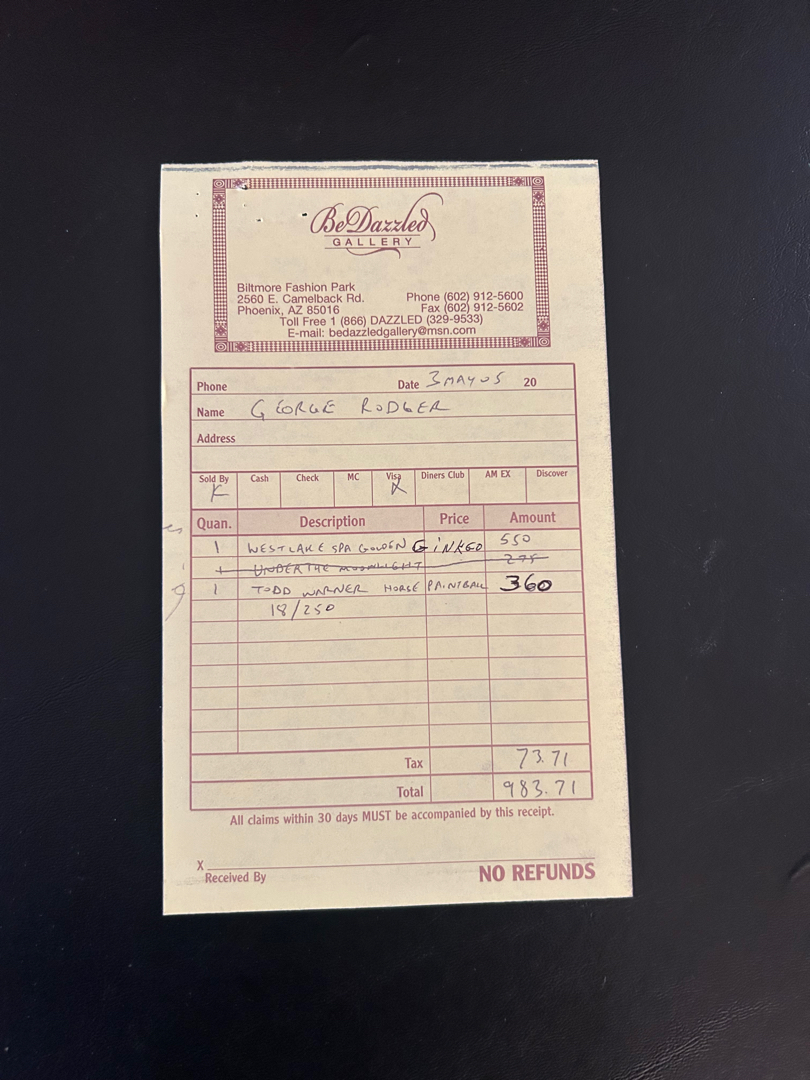 BeDazzled
GALLERY
Biltmore Fashion Park
2560 E. Camelback Rd. Phone (602) 912-5600
Phoenix, AZ 85016 Fax (602) 912-5602
Toll Free 1 (866) DAZZLED (329-9533)
E-mail: bedazzledgallery@msn.com
Phone Date 3 MAY 05 20
Name GEORGE RODGER
Address
Sold By Cash Check MC Visa Diners Club AM EX Discover
K X
Quan. Description Price Amount
1 WESTLAKE SPA GOLDEN GINKGO 550
1 UNDER THE MOONLIGHT 275
1 TODD WARNER HORSE PAINTBALL 360
18/250
Tax 73.71
Total 983.71
All claims within 30 days MUST be accompanied by this receipt.
X
Received By NO REFUNDS